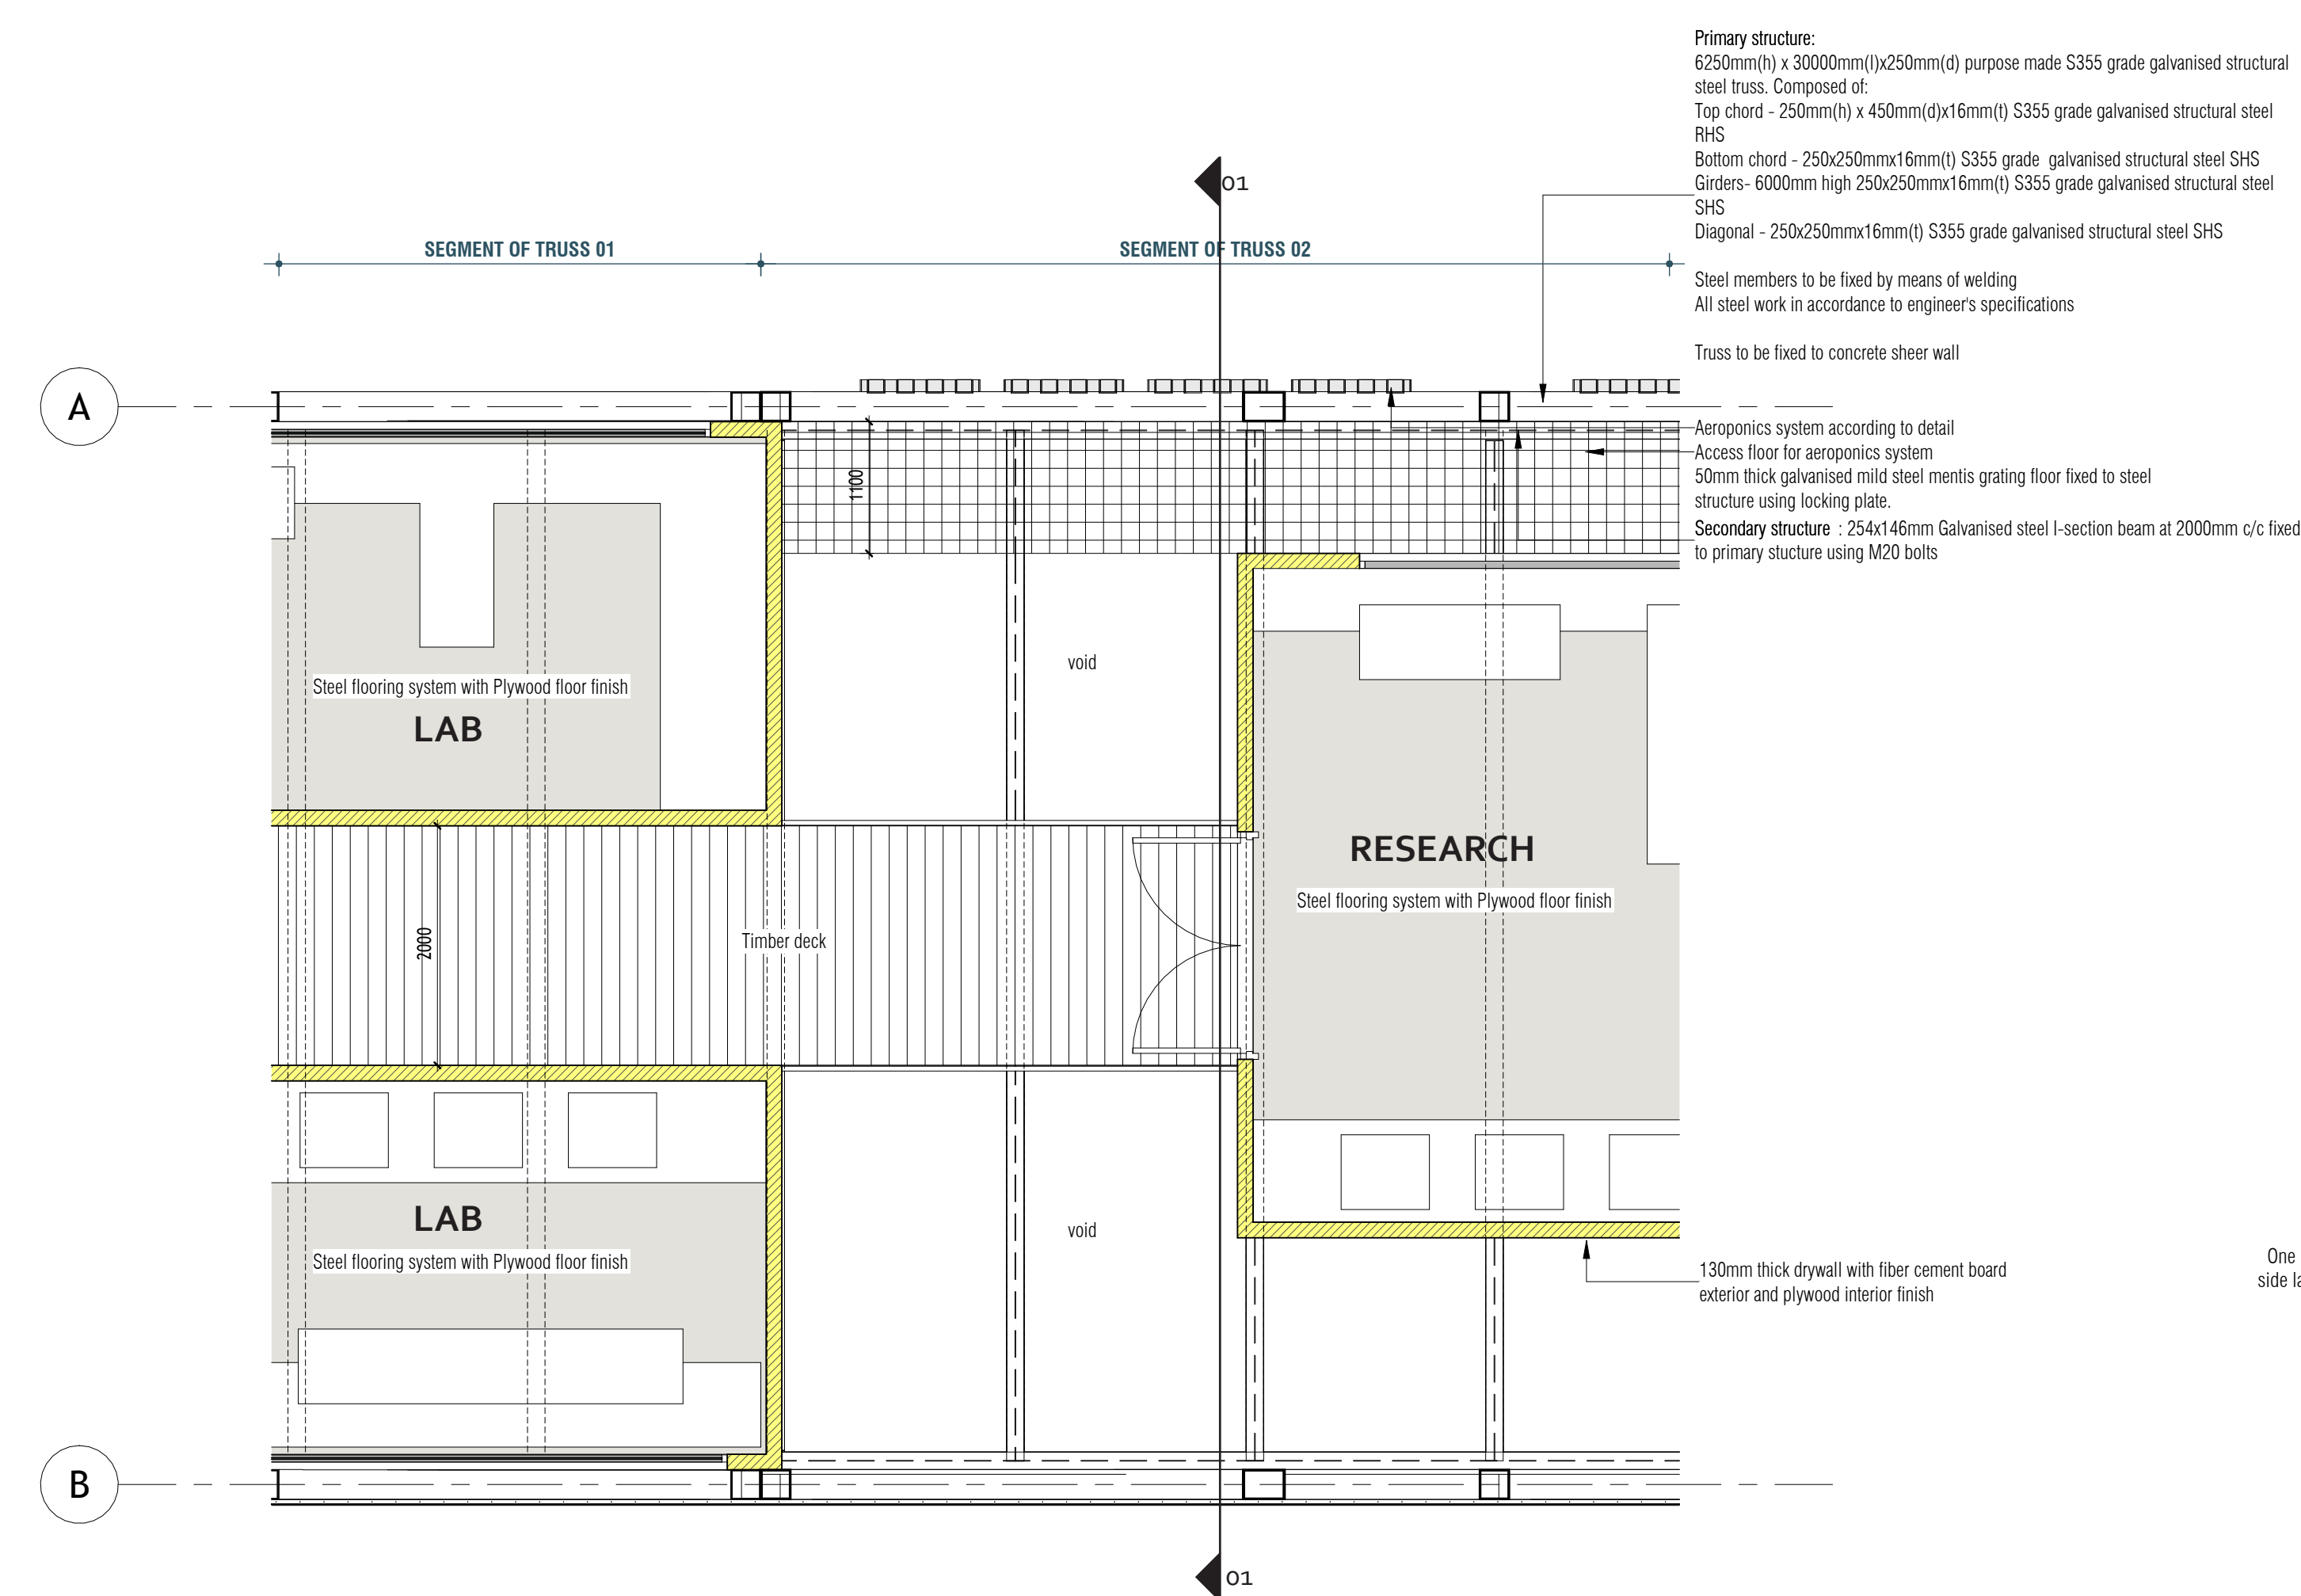 Primary structure:
6250mm(h) x 30000mm(l)x250mm(d) purpose made S355 grade galvanised structural
steel truss. Composed of:
Top chord - 250mm(h) x 450mm(d)x16mm(t) S355 grade galvanised structural steel
RHS
Bottom chord - 250x250mmx16mm(t) S355 grade galvanised structural steel SHS
Girders- 6000mm high 250x250mmx16mm(t) S355 grade galvanised structural steel
SHS
Diagonal - 250x250mmx16mm(t) S355 grade galvanised structural steel SHS
Steel members to be fixed by means of welding
All steel work in accordance to engineer's specifications
Truss to be fixed to concrete sheer wall
01
SEGMENT OF TRUSS 01
SEGMENT OF TRUSS 02
A
Aeroponics system according to detail
Access floor for aeroponics system
50mm thick galvanised mild steel mentis grating floor fixed to steel
structure using locking plate.
Secondary structure : 254x146mm Galvanised steel I-section beam at 2000mm c/c fixed
to primary stucture using M20 bolts
1100
void
Steel flooring system with Plywood floor finish
LAB
RESEARCH
Steel flooring system with Plywood floor finish
Timber deck
2000
LAB
Steel flooring system with Plywood floor finish
void
130mm thick drywall with fiber cement board
exterior and plywood interior finish
One
side
B
01